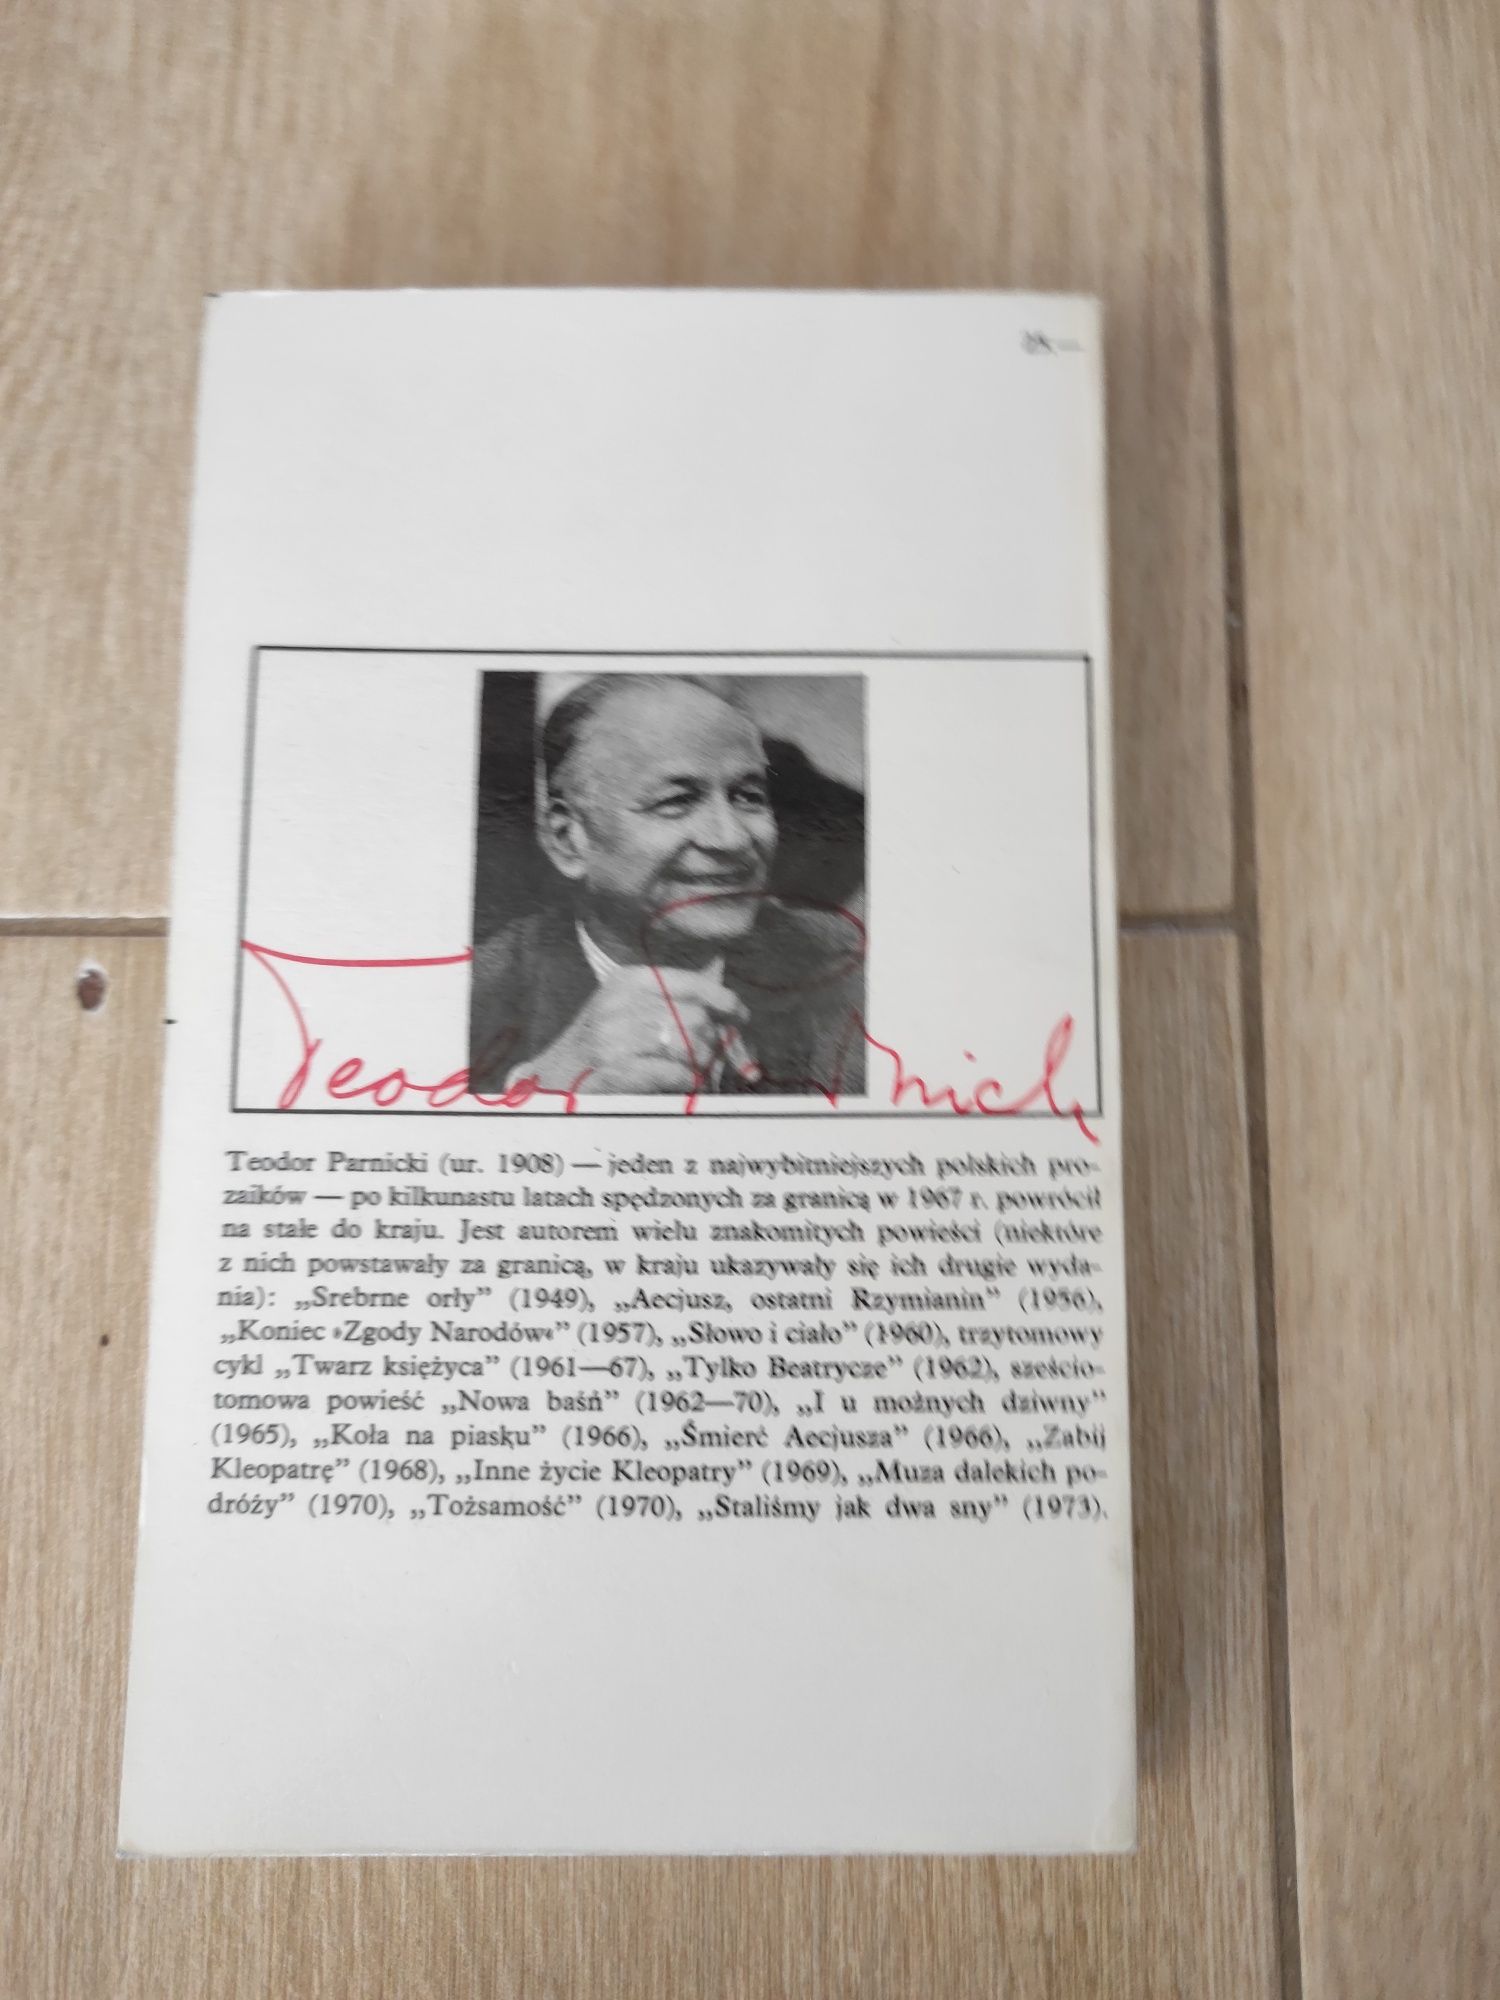 Teodor Parnicki
Teodor Parnicki (ur. 1908) — jeden z najwybitniejszych polskich pro-
zaików — po kilkunastu latach spędzonych za granicą w 1967 r. powrócił
na stałe do kraju. Jest autorem wielu znakomitych powieści (niektóre
z nich powstawały za granicą, w kraju ukazywały się ich drugie wyda-
nia): „Srebrne orły” (1949), „Aecjusz, ostatni Rzymianin” (1956),
„Koniec »Zgody Narodów«” (1957), „Słowo i ciało” (1960), trzytomowy
cykl „Twarz księżyca” (1961—67), „Tylko Beatrycze” (1962), sześcio-
tomowa powieść „Nowa baśń” (1962—70), „I u możnych dziwny”
(1965), „Koła na piasku” (1966), „Śmierć Aecjusza” (1966), „Zabij
Kleopatrę” (1968), „Inne życie Kleopatry” (1969), „Muza dalekich po-
dróży” (1970), „Tożsamość” (1970), „Staliśmy jak dwa sny” (1973).